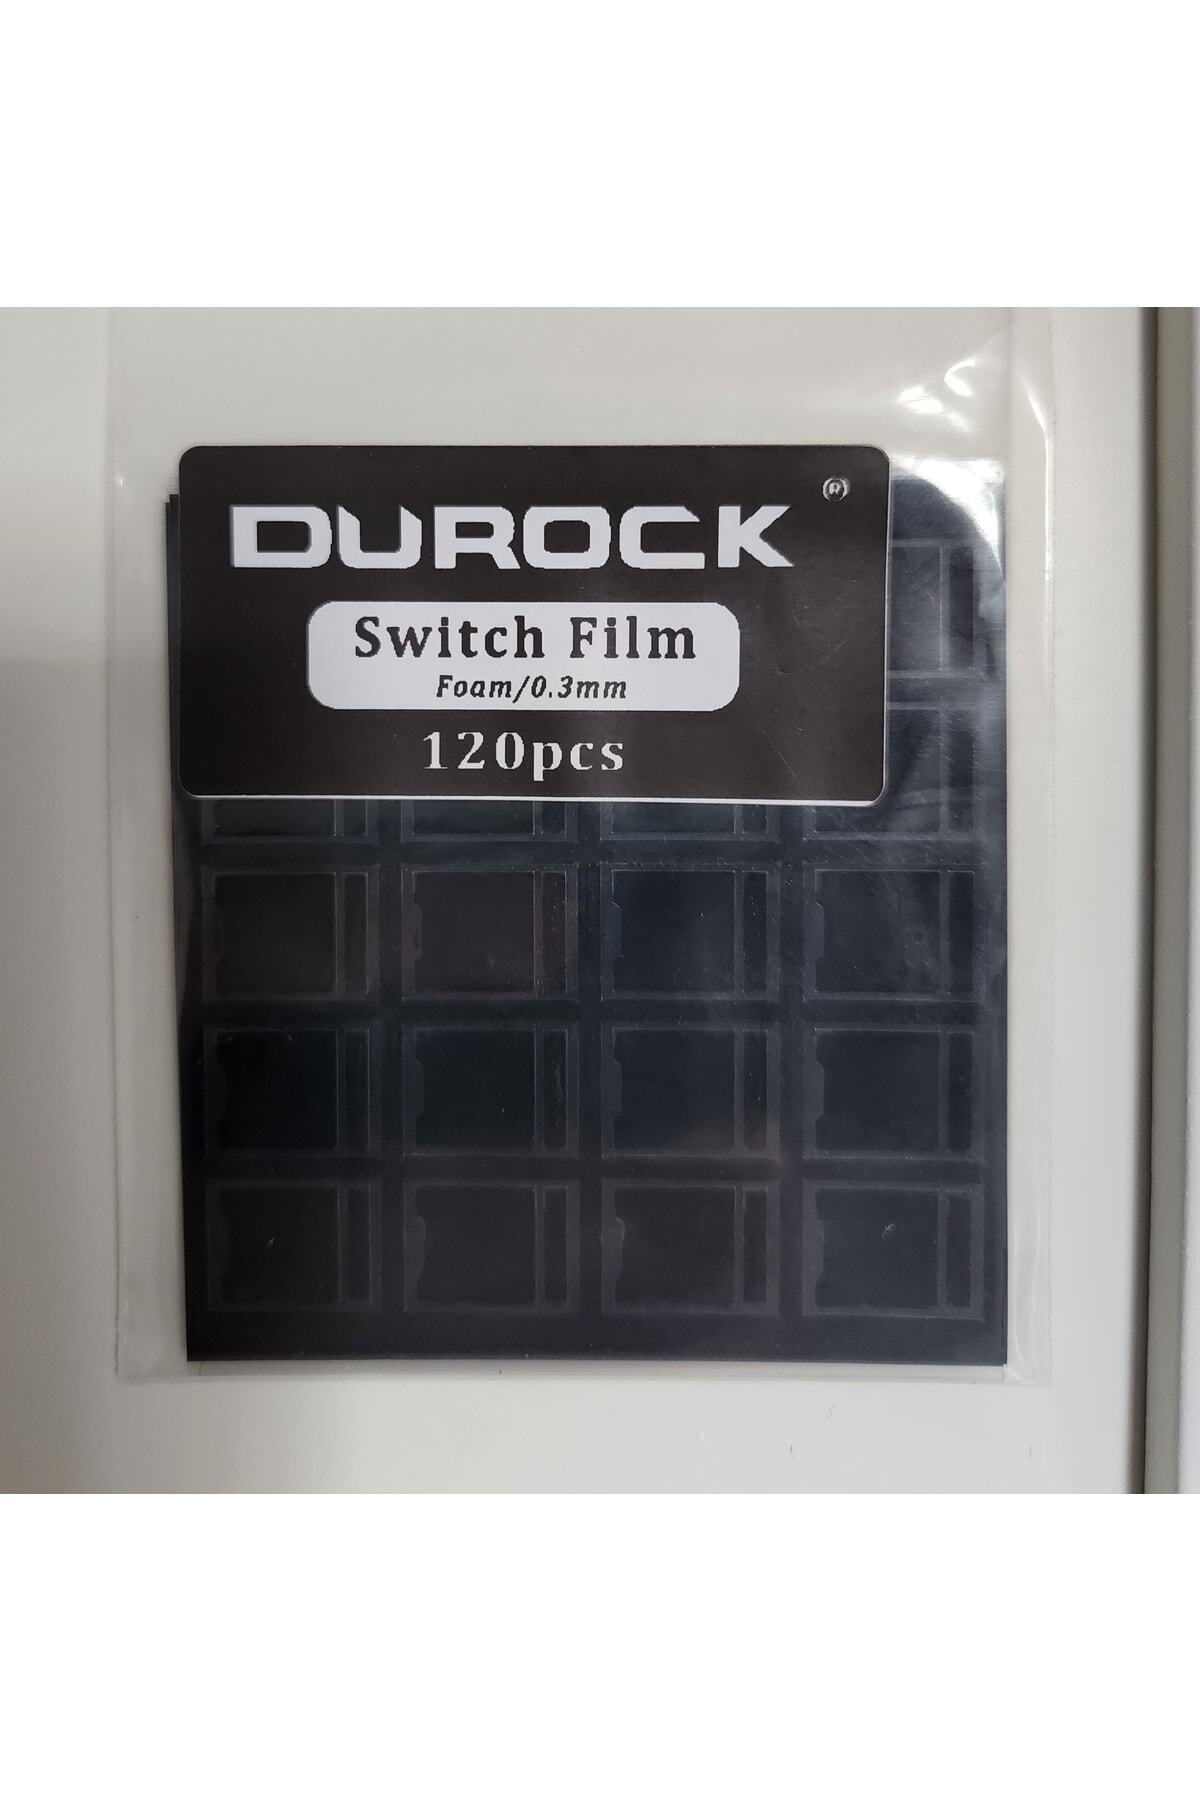 DUROCK ®
Switch Film
Foam/0.3mm
120pcs